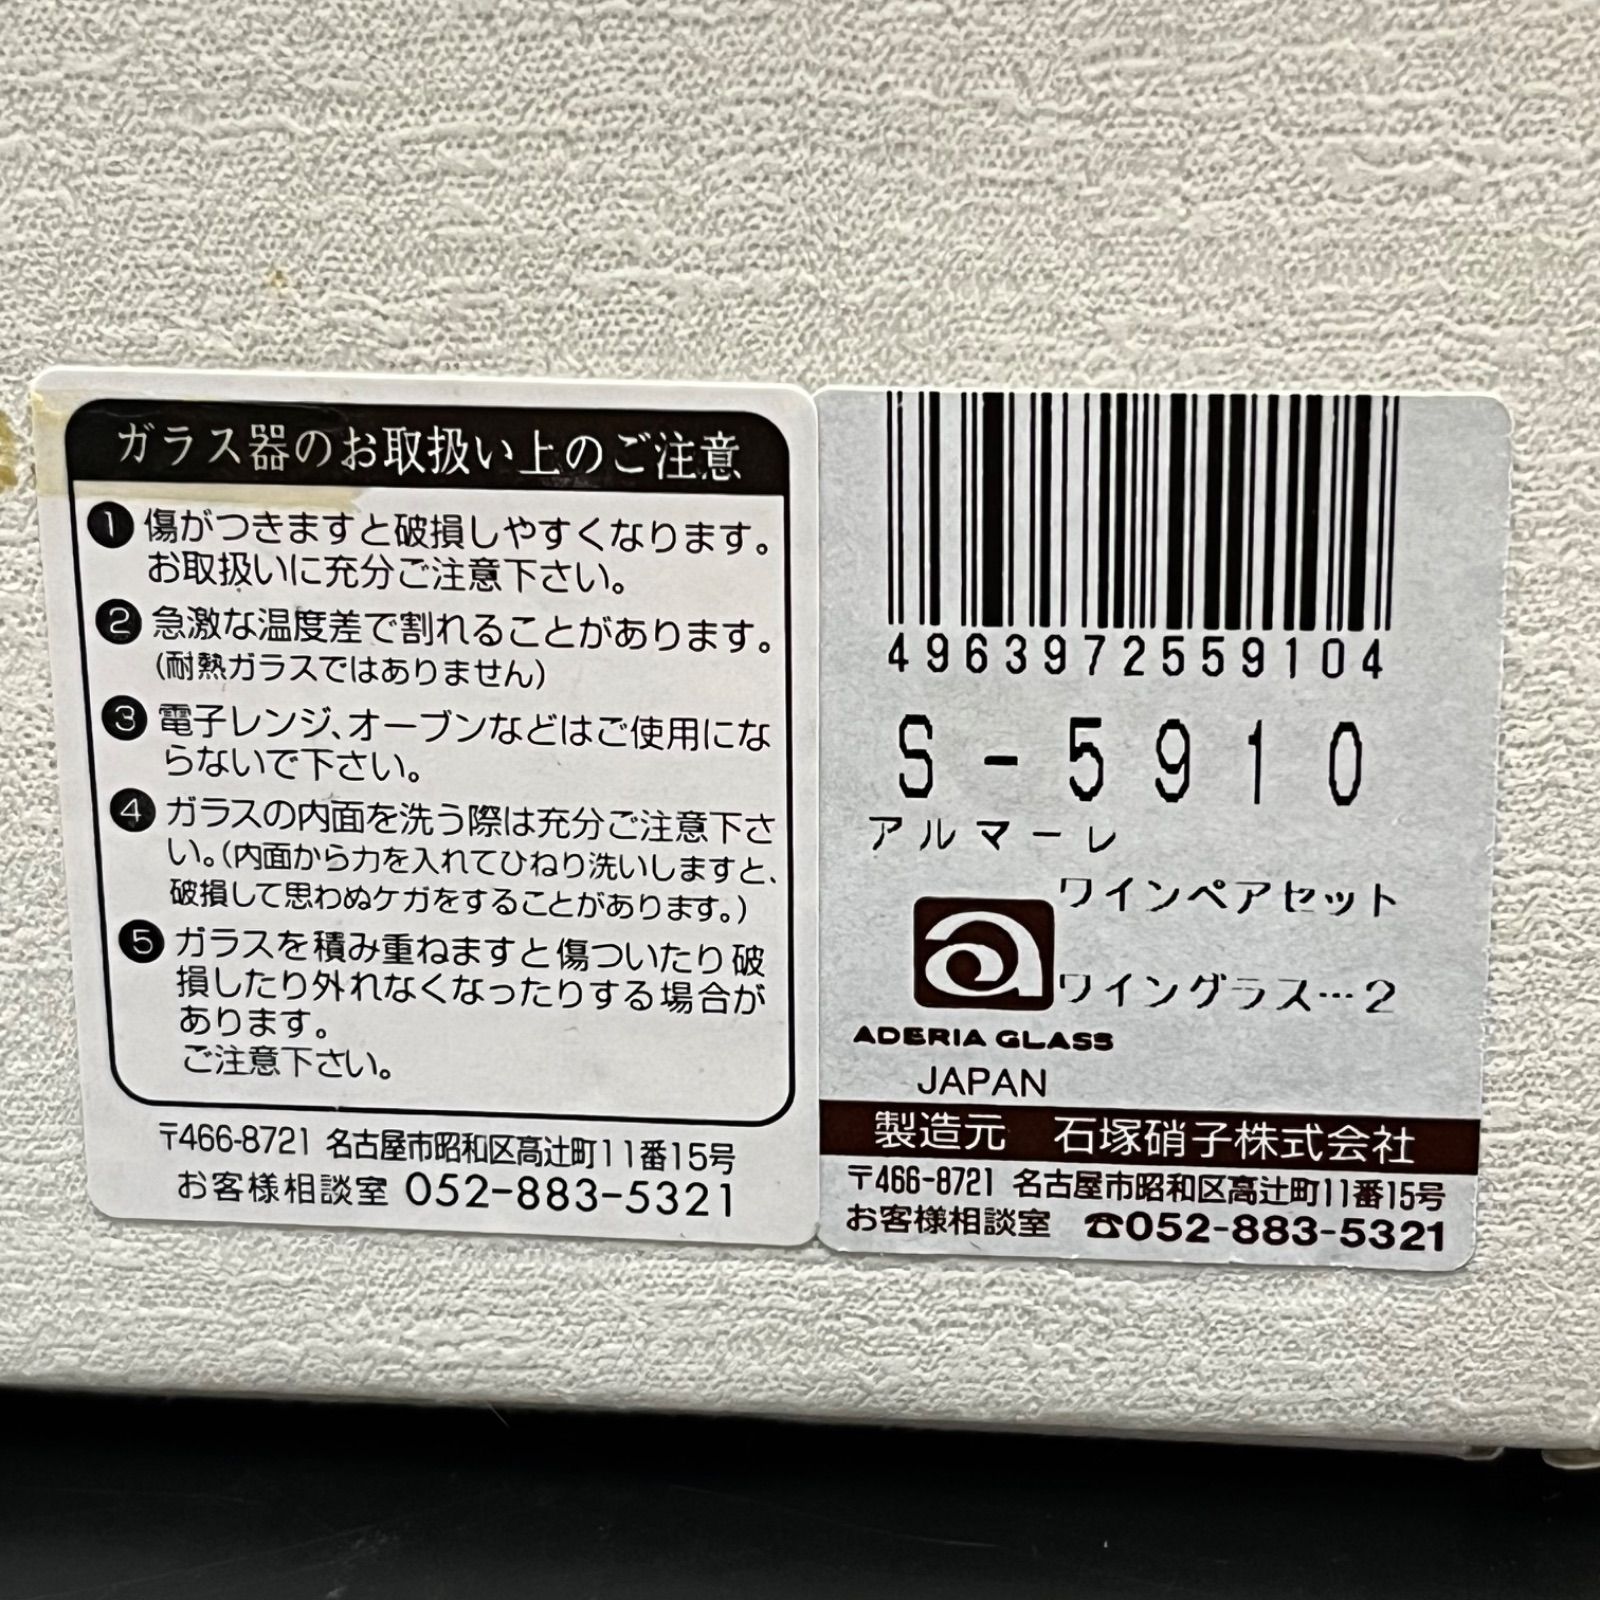 ガラス器のお取扱い上のご注意
1 傷がつきますと破損しやすくなります。
お取扱いに充分ご注意下さい。
2 急激な温度差で割れることがあります。
(耐熱ガラスではありません)
3 電子レンジ、オーブンなどはご使用にな
らないで下さい。
4 ガラスの内面を洗う際は充分ご注意下さ
い。(内面から力を入れてひねり洗いしますと、
破損して思わぬケガをすることがあります。)
5 ガラスを積み重ねますと傷ついたり破
損したり外れなくなったりする場合が
あります。
ご注意下さい。
〒466-8721 名古屋市昭和区高辻町11番15号
お客様相談室 052-883-5321
4963972559104
S-5910
アルマーレ
ワインペアセット
ワイングラス…2
ADERIA GLASS
JAPAN
製造元 石塚硝子株式会社
〒466-8721 名古屋市昭和区高辻町11番15号
お客様相談室 ☎052-883-5321